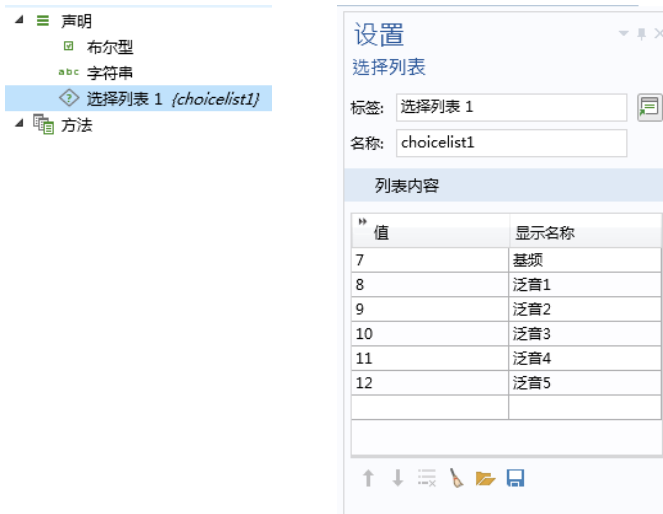 声明
布尔型
abc 字符串
选择列表 1 {choicelist1}
方法
设置
选择列表
标签: 选择列表 1
名称: choicelist1
列表内容
值 显示名称
7 基频
8 泛音1
9 泛音2
10 泛音3
11 泛音4
12 泛音5